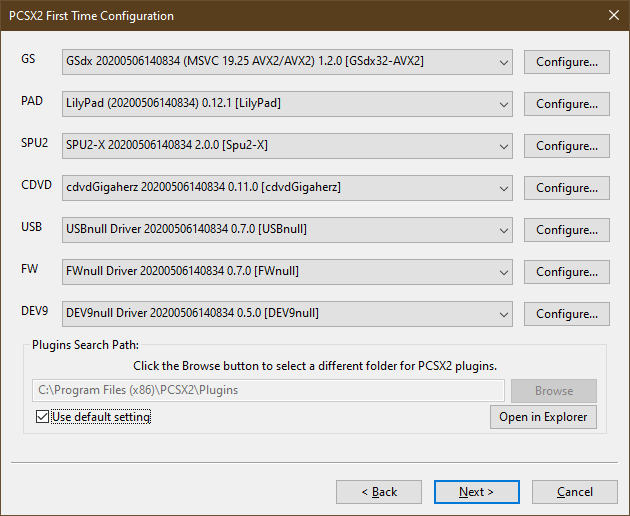 PCSX2 First Time Configuration
GS GSdx 20200506140834 (MSVC 19.25 AVX2/AVX2) 1.2.0 [GSdx32-AVX2] Configure...
PAD LilyPad (20200506140834) 0.12.1 [LilyPad] Configure...
SPU2 SPU2-X 20200506140834 2.0.0 [Spu2-X] Configure...
CDVD cdvdGigaherz 20200506140834 0.11.0 [cdvdGigaherz] Configure...
USB USBnull Driver 20200506140834 0.7.0 [USBnull] Configure...
FW FWnull Driver 20200506140834 0.7.0 [FWnull] Configure...
DEV9 DEV9null Driver 20200506140834 0.5.0 [DEV9null] Configure...
Plugins Search Path:
Click the Browse button to select a different folder for PCSX2 plugins.
C:\Program Files (x86)\PCSX2\Plugins Browse
Use default setting Open in Explorer
< Back Next > Cancel